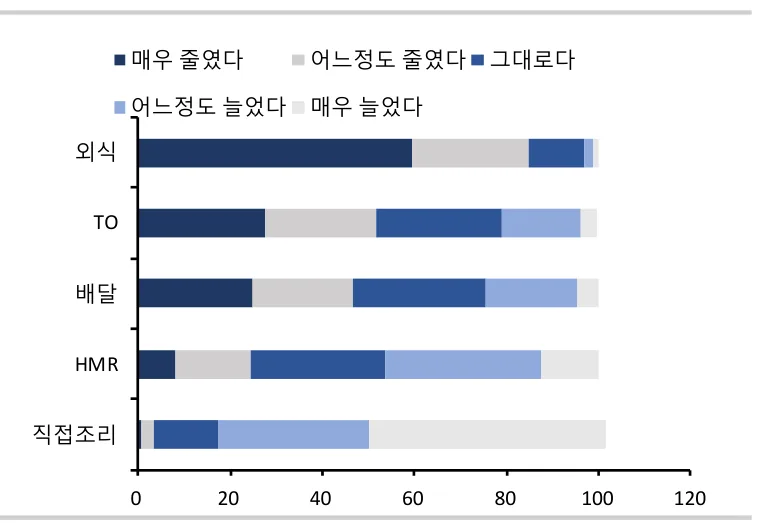 매우 줄였다 어느정도 줄였다 그대로다
어느정도 늘었다 매우 늘었다
외식
TO
배달
HMR
직접조리
0 20 40 60 80 100 120